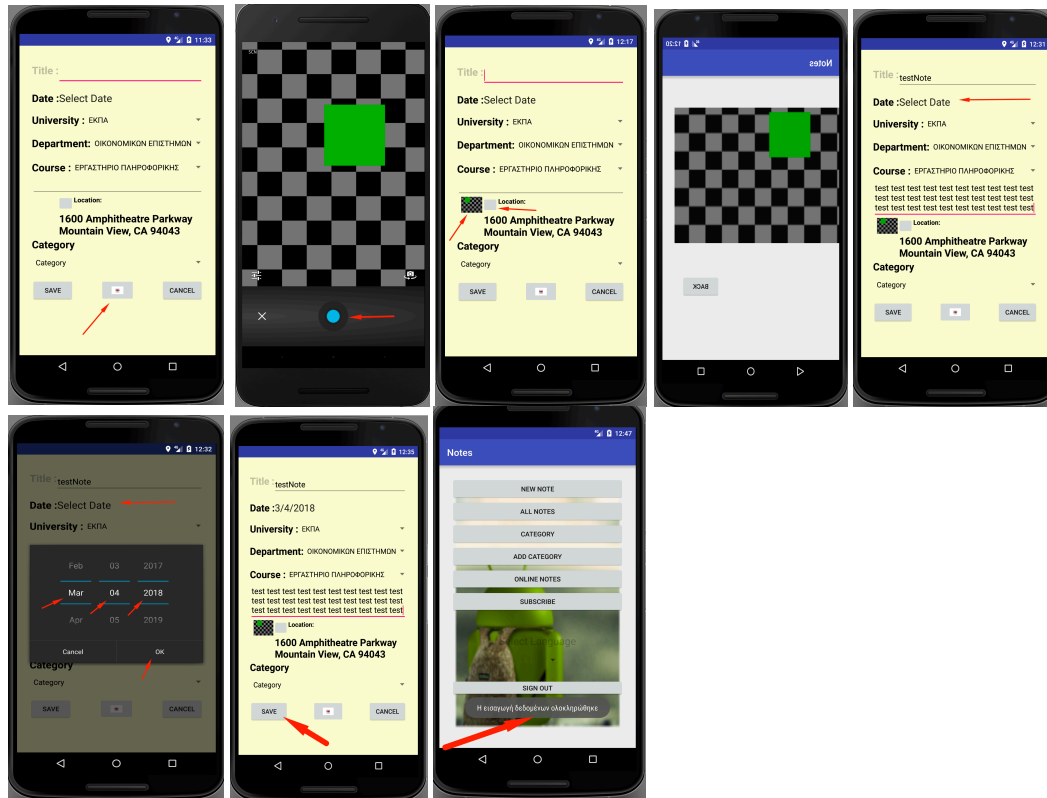 11:33
Title :
Date :Select Date
University : ΕΚΠΑ
Department: ΟΙΚΟΝΟΜΙΚΩΝ ΕΠΙΣΤΗΜΩΝ
Course : ΕΡΓΑΣΤΗΡΙΟ ΠΛΗΡΟΦΟΡΙΚΗΣ
Location:
1600 Amphitheatre Parkway
Mountain View, CA 94043
Category
Category
SAVE
CANCEL
12:17
Title :
Date :Select Date
University : ΕΚΠΑ
Department: ΟΙΚΟΝΟΜΙΚΩΝ ΕΠΙΣΤΗΜΩΝ
Course : ΕΡΓΑΣΤΗΡΙΟ ΠΛΗΡΟΦΟΡΙΚΗΣ
Location:
1600 Amphitheatre Parkway
Mountain View, CA 94043
Category
Category
SAVE
CANCEL
12:20
Notes
BACK
12:31
Title : testNote
Date :Select Date
University : ΕΚΠΑ
Department: ΟΙΚΟΝΟΜΙΚΩΝ ΕΠΙΣΤΗΜΩΝ
Course : ΕΡΓΑΣΤΗΡΙΟ ΠΛΗΡΟΦΟΡΙΚΗΣ
test test test test test test test test test test
test test test test test test test test test test
test test test test test test test test test test
Location:
1600 Amphitheatre Parkway
Mountain View, CA 94043
Category
Category
SAVE
CANCEL
12:32
Title : testNote
Date :Select Date
University : ΕΚΠΑ
Feb 03 2017
Mar 04 2018
Apr 05 2019
Cancel OK
Category
Category
SAVE
CANCEL
12:35
Title : testNote
Date :3/4/2018
University : ΕΚΠΑ
Department: ΟΙΚΟΝΟΜΙΚΩΝ ΕΠΙΣΤΗΜΩΝ
Course : ΕΡΓΑΣΤΗΡΙΟ ΠΛΗΡΟΦΟΡΙΚΗΣ
test test test test test test test test test test
test test test test test test test test test test
test test test test test test test test test test
Location:
1600 Amphitheatre Parkway
Mountain View, CA 94043
Category
Category
SAVE
CANCEL
12:47
Notes
NEW NOTE
ALL NOTES
CATEGORY
ADD CATEGORY
ONLINE NOTES
SUBSCRIBE
Language
SIGN OUT
Η εισαγωγή δεδομένων ολοκληρώθηκε